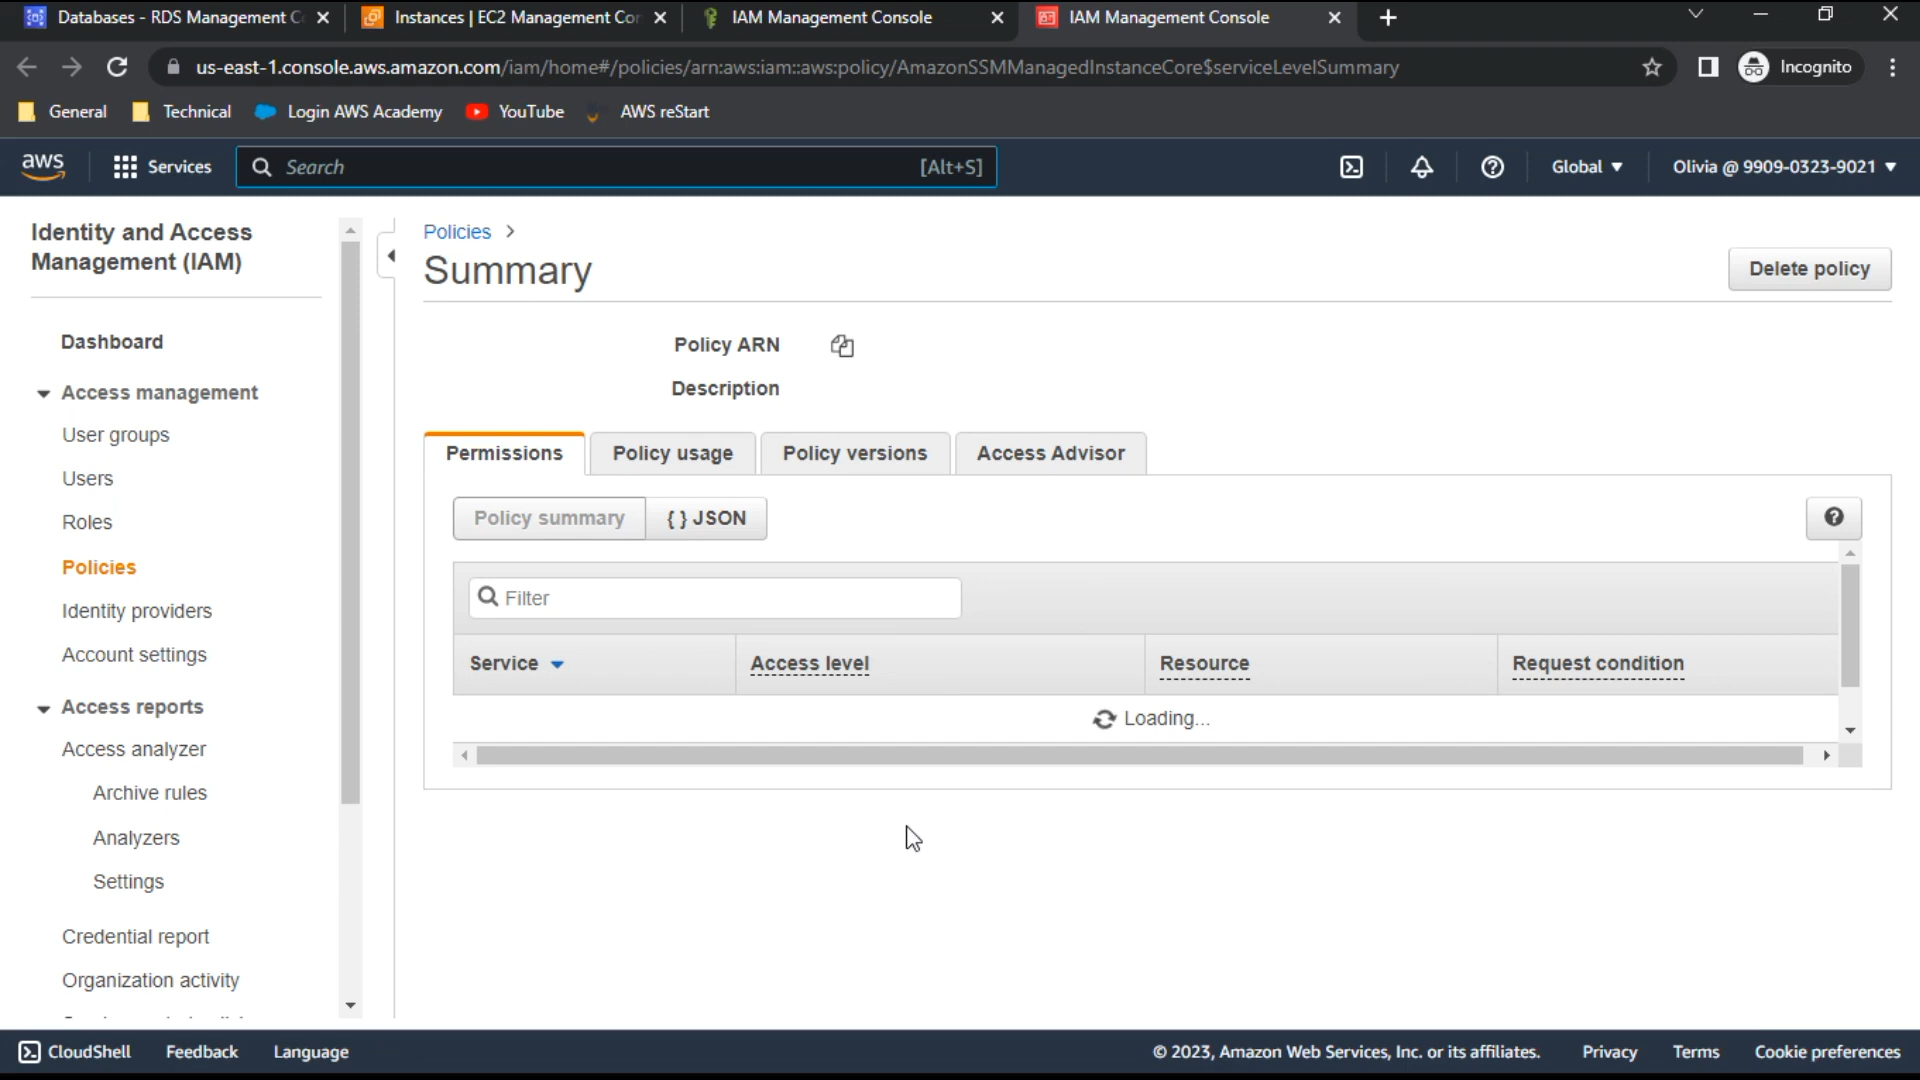 Databases - RDS Management C
Instances | EC2 Management Cor
IAM Management Console
IAM Management Console
us-east-1.console.aws.amazon.com/iam/home#/policies/arn:aws:iam::aws:policy/AmazonSSMManagedInstanceCore$serviceLevelSummary
Incognito
General
Technical
Login AWS Academy
YouTube
AWS reStart
aws
Services
Search
[Alt+S]
Global
Olivia @ 9909-0323-9021
Identity and Access
Management (IAM)
Dashboard
Access management
User groups
Users
Roles
Policies
Identity providers
Account settings
Access reports
Access analyzer
Archive rules
Analyzers
Settings
Credential report
Organization activity
Policies
Summary
Delete policy
Policy ARN
Description
Permissions
Policy usage
Policy versions
Access Advisor
Policy summary
{ } JSON
Filter
Service
Access level
Resource
Request condition
Loading...
CloudShell
Feedback
Language
© 2023, Amazon Web Services, Inc. or its affiliates.
Privacy
Terms
Cookie preferences